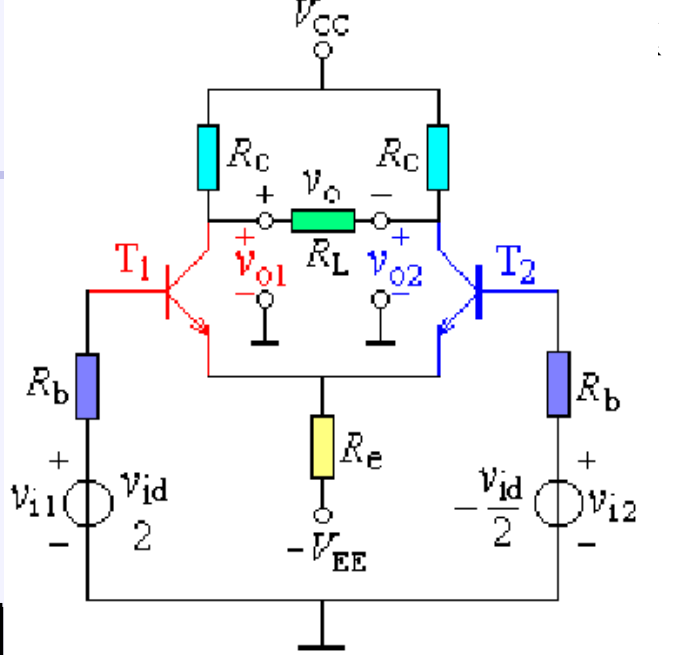 VCC
Rc Rc
+ vo −
+ RL +
T1 vo1 vo2 T2
− −
Rb Rb
Re
+ +
vi1 vid/2 −vid/2 vi2
− −
-VEE